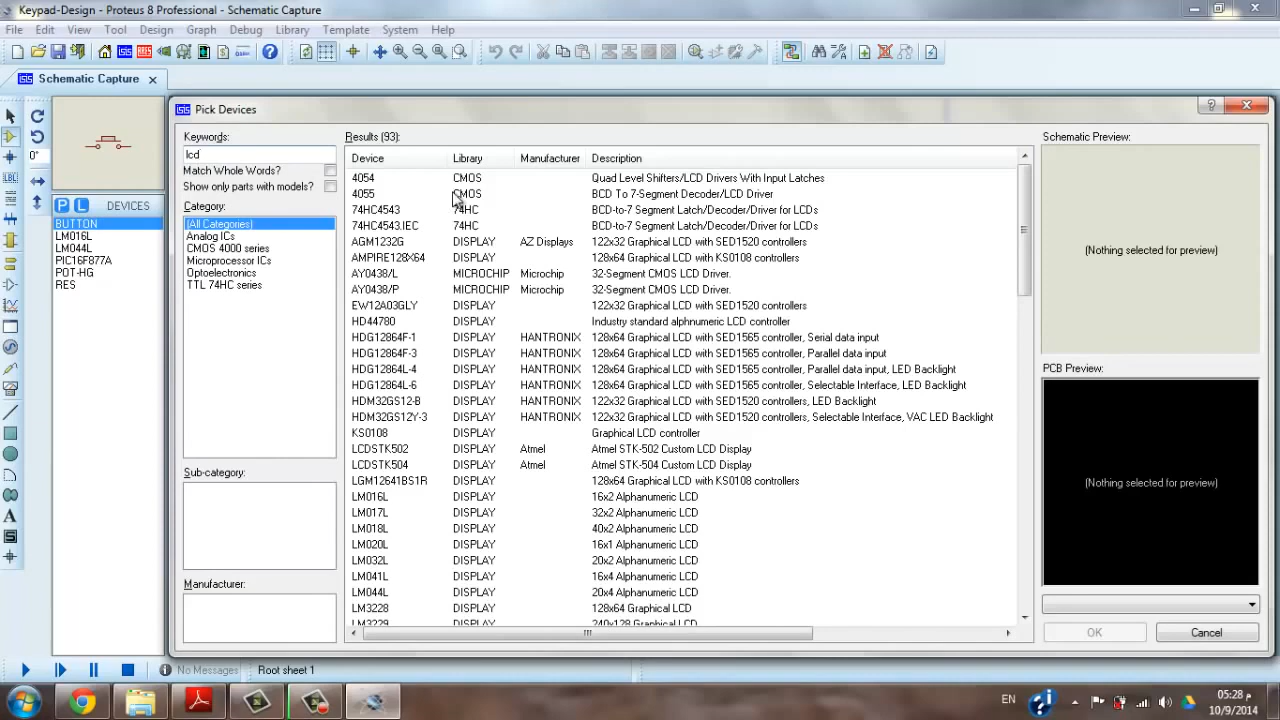 Keypad-Design - Proteus 8 Professional - Schematic Capture
File Edit View Tool Design Graph Debug Library Template System Help
Schematic Capture
Pick Devices
Keywords:
lcd
Match Whole Words?
Show only parts with models?
Category:
(All Categories)
Analog ICs
CMOS 4000 series
Microprocessor ICs
Optoelectronics
TTL 74HC series
Sub-category:
Manufacturer:
0°
LBL
P L DEVICES
BUTTON
LM016L
LM044L
PIC16F877A
POT-HG
RES
Results (93):
Device Library Manufacturer Description
4054 CMOS Quad Level Shifters/LCD Drivers With Input Latches
4055 CMOS BCD To 7-Segment Decoder/LCD Driver
74HC4543 74HC BCD-to-7 Segment Latch/Decoder/Driver for LCDs
74HC4543.IEC 74HC BCD-to-7 Segment Latch/Decoder/Driver for LCDs
AGM1232G DISPLAY AZ Displays 122x32 Graphical LCD with SED1520 controllers
AMPIRE128X64 DISPLAY 128x64 Graphical LCD with KS0108 controllers
AY0438/L MICROCHIP Microchip 32-Segment CMOS LCD Driver.
AY0438/P MICROCHIP Microchip 32-Segment CMOS LCD Driver.
EW12A03GLY DISPLAY 122x32 Graphical LCD with SED1520 controllers
HD44780 DISPLAY Industry standard alphnumeric LCD controller
HDG12864F-1 DISPLAY HANTRONIX 128x64 Graphical LCD with SED1565 controller, Serial data input
HDG12864F-3 DISPLAY HANTRONIX 128x64 Graphical LCD with SED1565 controller, Parallel data input
HDG12864L-4 DISPLAY HANTRONIX 128x64 Graphical LCD with SED1565 controller, Parallel data input, LED Backlight
HDG12864L-6 DISPLAY HANTRONIX 128x64 Graphical LCD with SED1565 controller, Selectable Interface, LED Backlight
HDM32GS12-B DISPLAY HANTRONIX 122x32 Graphical LCD with SED1520 controllers, LED Backlight
HDM32GS12Y-3 DISPLAY HANTRONIX 122x32 Graphical LCD with SED1520 controllers, Selectable Interface, VAC LED Backlight
KS0108 DISPLAY Graphical LCD controller
LCDSTK502 DISPLAY Atmel Atmel STK-502 Custom LCD Display
LCDSTK504 DISPLAY Atmel Atmel STK-504 Custom LCD Display
LGM12641BS1R DISPLAY 128x64 Graphical LCD with KS0108 controllers
LM016L DISPLAY 16x2 Alphanumeric LCD
LM017L DISPLAY 32x2 Alphanumeric LCD
LM018L DISPLAY 40x2 Alphanumeric LCD
LM020L DISPLAY 16x1 Alphanumeric LCD
LM032L DISPLAY 20x2 Alphanumeric LCD
LM041L DISPLAY 16x4 Alphanumeric LCD
LM044L DISPLAY 20x4 Alphanumeric LCD
LM3228 DISPLAY 128x64 Graphical LCD
LM3229 DISPLAY 240x128 Graphical LCD
Schematic Preview:
(Nothing selected for preview)
PCB Preview:
(Nothing selected for preview)
OK Cancel
No Messages Root sheet 1
EN
05:28 م
10/9/2014